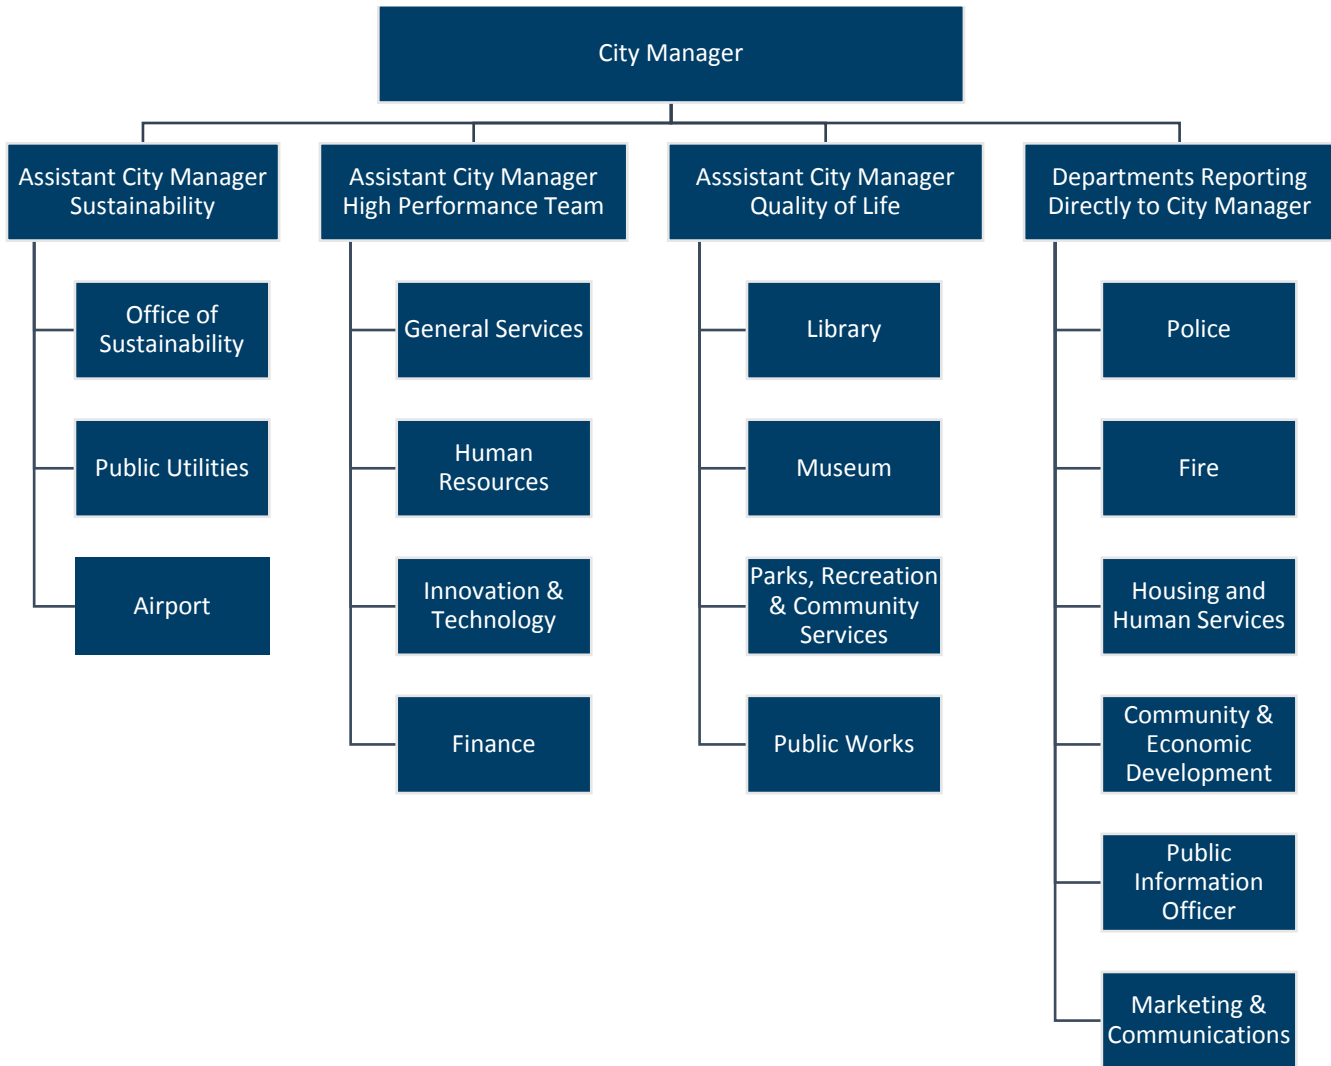 City Manager
Assistant City Manager
Sustainability
Office of
Sustainability
Public Utilities
Airport
Assistant City Manager
High Performance Team
General Services
Human
Resources
Innovation &
Technology
Finance
Asssistant City Manager
Quality of Life
Library
Museum
Parks, Recreation
& Community
Services
Public Works
Departments Reporting
Directly to City Manager
Police
Fire
Housing and
Human Services
Community &
Economic
Development
Public
Information
Officer
Marketing &
Communications